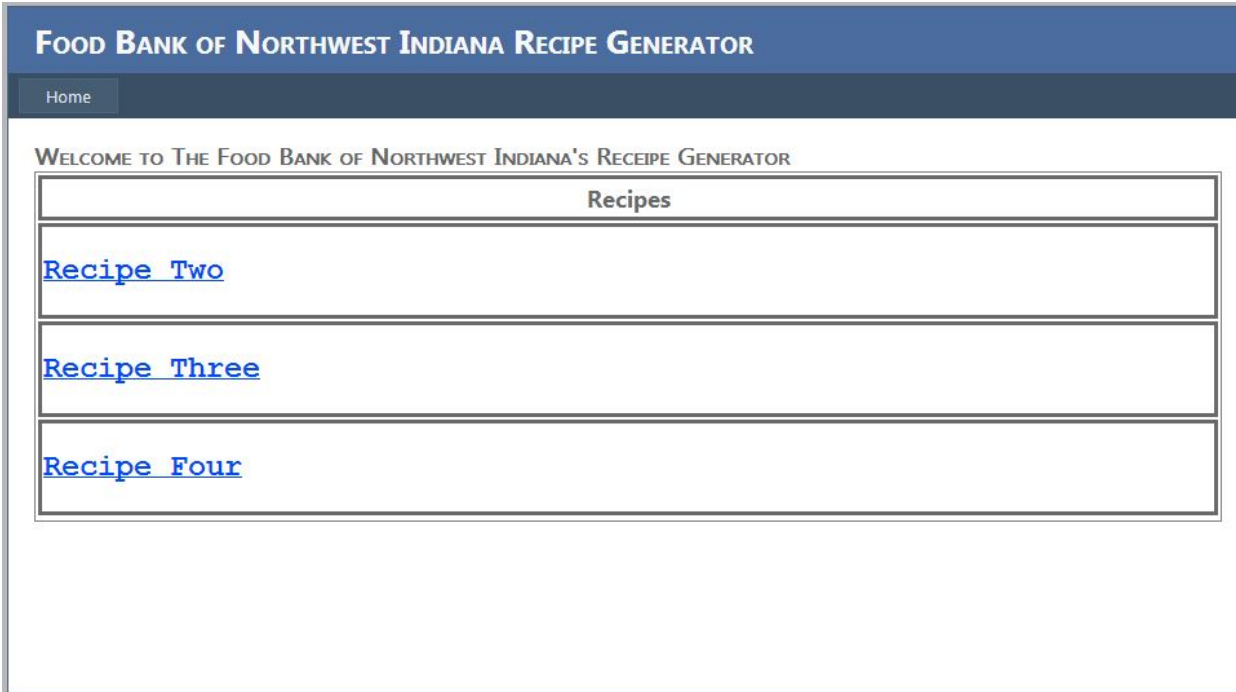 Food Bank of Northwest Indiana Recipe Generator
Home
Welcome to The Food Bank of Northwest Indiana's Receipe Generator
Recipes
Recipe Two
Recipe Three
Recipe Four